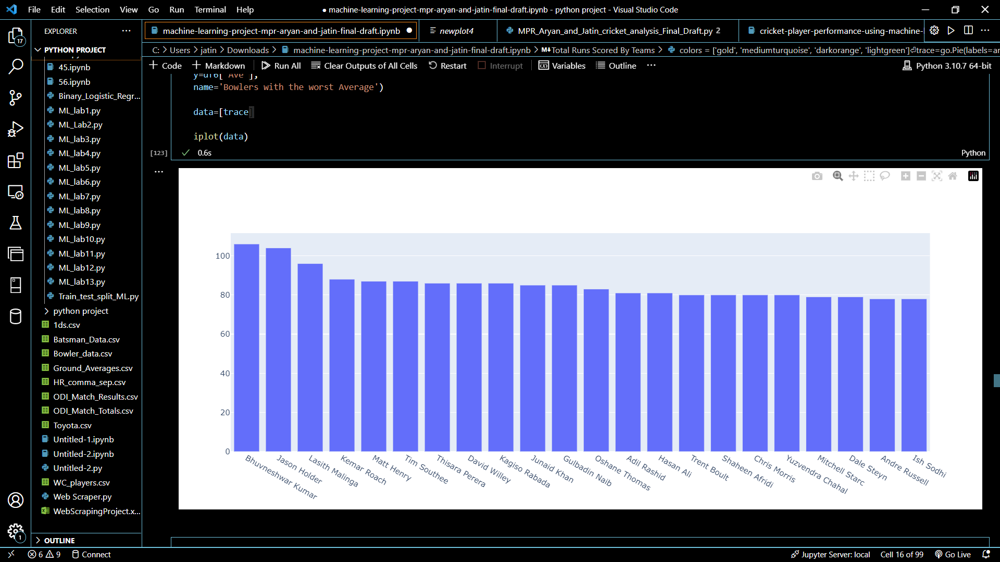 File Edit Selection View Go Run Terminal Help
● machine-learning-project-mpr-aryan-and-jatin-final-draft.ipynb - python project - Visual Studio Code
EXPLORER
machine-learning-project-mpr-aryan-and-jatin-final-draft.ipynb
newplot4
MPR_Aryan_and_Jatin_cricket_analysis_Final_Draft.py 2
cricket-player-performance-using-machine-
17
PYTHON PROJECT
45.ipynb
56.ipynb
Binary_Logistic_Regr...
ML_lab1.py
ML_Lab2.py
ML_lab3.py
ML_lab4.py
ML_lab5.py
ML_lab6.py
ML_lab7.py
ML_lab8.py
ML_lab9.py
ML_lab10.py
ML_lab11.py
ML_lab12.py
ML_lab13.py
Train_test_split_ML.py
python project
1ds.csv
Batsman_Data.csv
Bowler_data.csv
Ground_Averages.csv
HR_comma_sep.csv
ODI_Match_Results.csv
ODI_Match_Totals.csv
Toyota.csv
Untitled-1.ipynb
Untitled-2.ipynb
Untitled-2.py
WC_players.csv
Web Scraper.py
WebScrapingProject.x...
OUTLINE
1
C: > Users > jatin > Downloads > machine-learning-project-mpr-aryan-and-jatin-final-draft.ipynb > M↓Total Runs Scored By Teams > colors = ['gold', 'mediumturquoise', 'darkorange', 'lightgreen']⏎trace=go.Pie(labels=ar
+ Code + Markdown Run All Clear Outputs of All Cells Restart Interrupt Variables Outline ... Python 3.10.7 64-bit
y=df6['Ave'],
name='Bowlers with the worst Average')
data=[trace]
iplot(data)
[123] ✓ 0.6s Python
100
80
60
40
20
0
Bhuvneshwar Kumar
Jason Holder
Lasith Malinga
Kemar Roach
Matt Henry
Tim Southee
Thisara Perera
David Willey
Kagiso Rabada
Junaid Khan
Gulbadin Naib
Oshane Thomas
Adil Rashid
Hasan Ali
Trent Boult
Shaheen Afridi
Chris Morris
Yuzvendra Chahal
Mitchell Starc
Dale Steyn
Andre Russell
Ish Sodhi
6 9 Connect
Jupyter Server: local Cell 16 of 99 Go Live